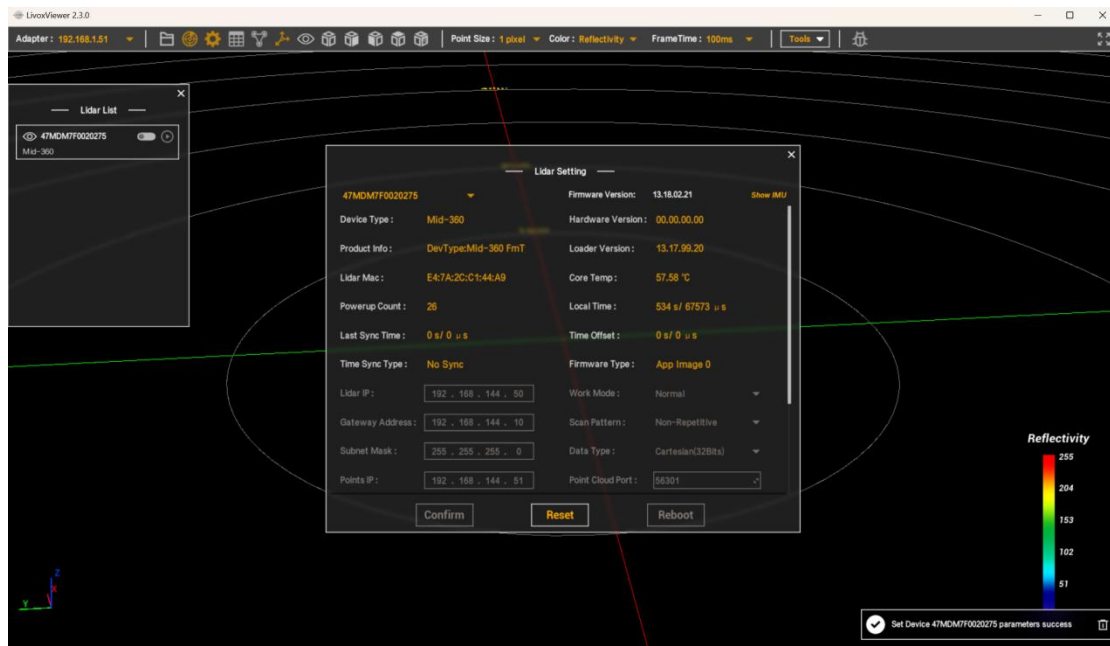 LivoxViewer 2.3.0
Adapter: 192.168.1.51 Point Size: 1 pixel Color: Reflectivity FrameTime: 100ms Tools
Lidar List
47MDM7F0020275
Mid-360
Lidar Setting
47MDM7F0020275 Firmware Version: 13.18.02.21 Show IMU
Device Type: Mid-360 Hardware Version: 00.00.00.00
Product Info: DevType:Mid-360 FmT Loader Version: 13.17.99.20
Lidar Mac: E4:7A:2C:C1:44:A9 Core Temp: 57.58 °C
Powerup Count: 26 Local Time: 534 s/ 67573 μs
Last Sync Time: 0 s/ 0 μs Time Offset: 0 s/ 0 μs
Time Sync Type: No Sync Firmware Type: App Image 0
Lidar IP: 192 . 168 . 144 . 50 Work Mode: Normal
Gateway Address: 192 . 168 . 144 . 10 Scan Pattern: Non-Repetitive
Subnet Mask: 255 . 255 . 255 . 0 Data Type: Cartesian(32Bits)
Points IP: 192 . 168 . 144 . 51 Point Cloud Port: 56301
Confirm Reset Reboot
Reflectivity
255
204
153
102
51
Z
X
Y
Set Device 47MDM7F0020275 parameters success